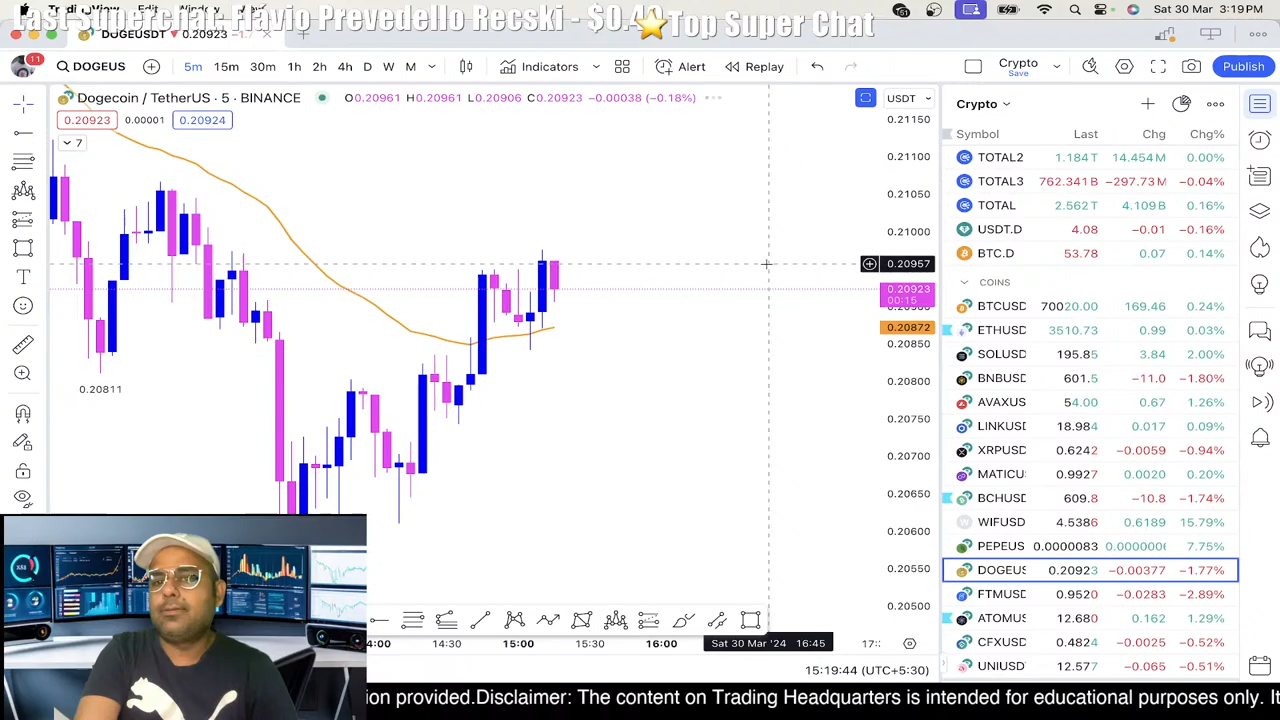 Last Superchat: Flavio Prevedello Recski - $0.40 ⭐Top Super Chat
Sat 30 Mar 3:19 PM
DOGEUSDT ▼ 0.20923 −1.7
11
DOGEUS
5m 15m 30m 1h 2h 4h D W M
Indicators
Alert
Replay
Crypto
Save
Publish
Dogecoin / TetherUS · 5 · BINANCE
O0.20961 H0.20961 L0.20906 C0.20923 −0.00038 (−0.18%)
0.20923 0.00001 0.20924
7
USDT
0.21150
0.21100
0.21050
0.21000
0.20957
0.20923
00:15
0.20872
0.20850
0.20800
0.20750
0.20700
0.20650
0.20600
0.20550
0.20500
0.20811
Crypto
Symbol Last Chg Chg%
TOTAL2 1.184 T 14.454 M 0.00%
TOTAL3 762.341 B −297.73 M −0.04%
TOTAL 2.562 T 4.109 B 0.16%
USDT.D 4.08 −0.01 −0.16%
BTC.D 53.78 0.07 0.14%
COINS
BTCUSD 70020.00 169.46 0.24%
ETHUSD 3510.73 0.99 0.03%
SOLUSD 195.85 3.84 2.00%
BNBUSD 601.5 −11.0 −1.80%
AVAXUS 54.00 0.67 1.26%
LINKUSD 18.984 0.017 0.09%
XRPUSD 0.6242 −0.0059 −0.94%
MATICU 0.9927 0.0020 0.20%
BCHUSD 609.8 −10.8 −1.74%
WIFUSD 4.5386 0.6189 15.79%
PEPEUS 0.0000083 0.0000006 7.75%
DOGEUS 0.20923 −0.00377 −1.77%
FTMUSD 0.9520 −0.0283 −2.89%
ATOMUS 12.680 0.162 1.29%
CFXUSD 0.4824 −0.0025 −0.52%
UNIUSD 12.577 −0.065 −0.51%
14:00 14:30 15:00 15:30 16:00 Sat 30 Mar '24 16:45 17:
15:19:44 (UTC+5:30)
ion provided.Disclaimer: The content on Trading Headquarters is intended for educational purposes only. It